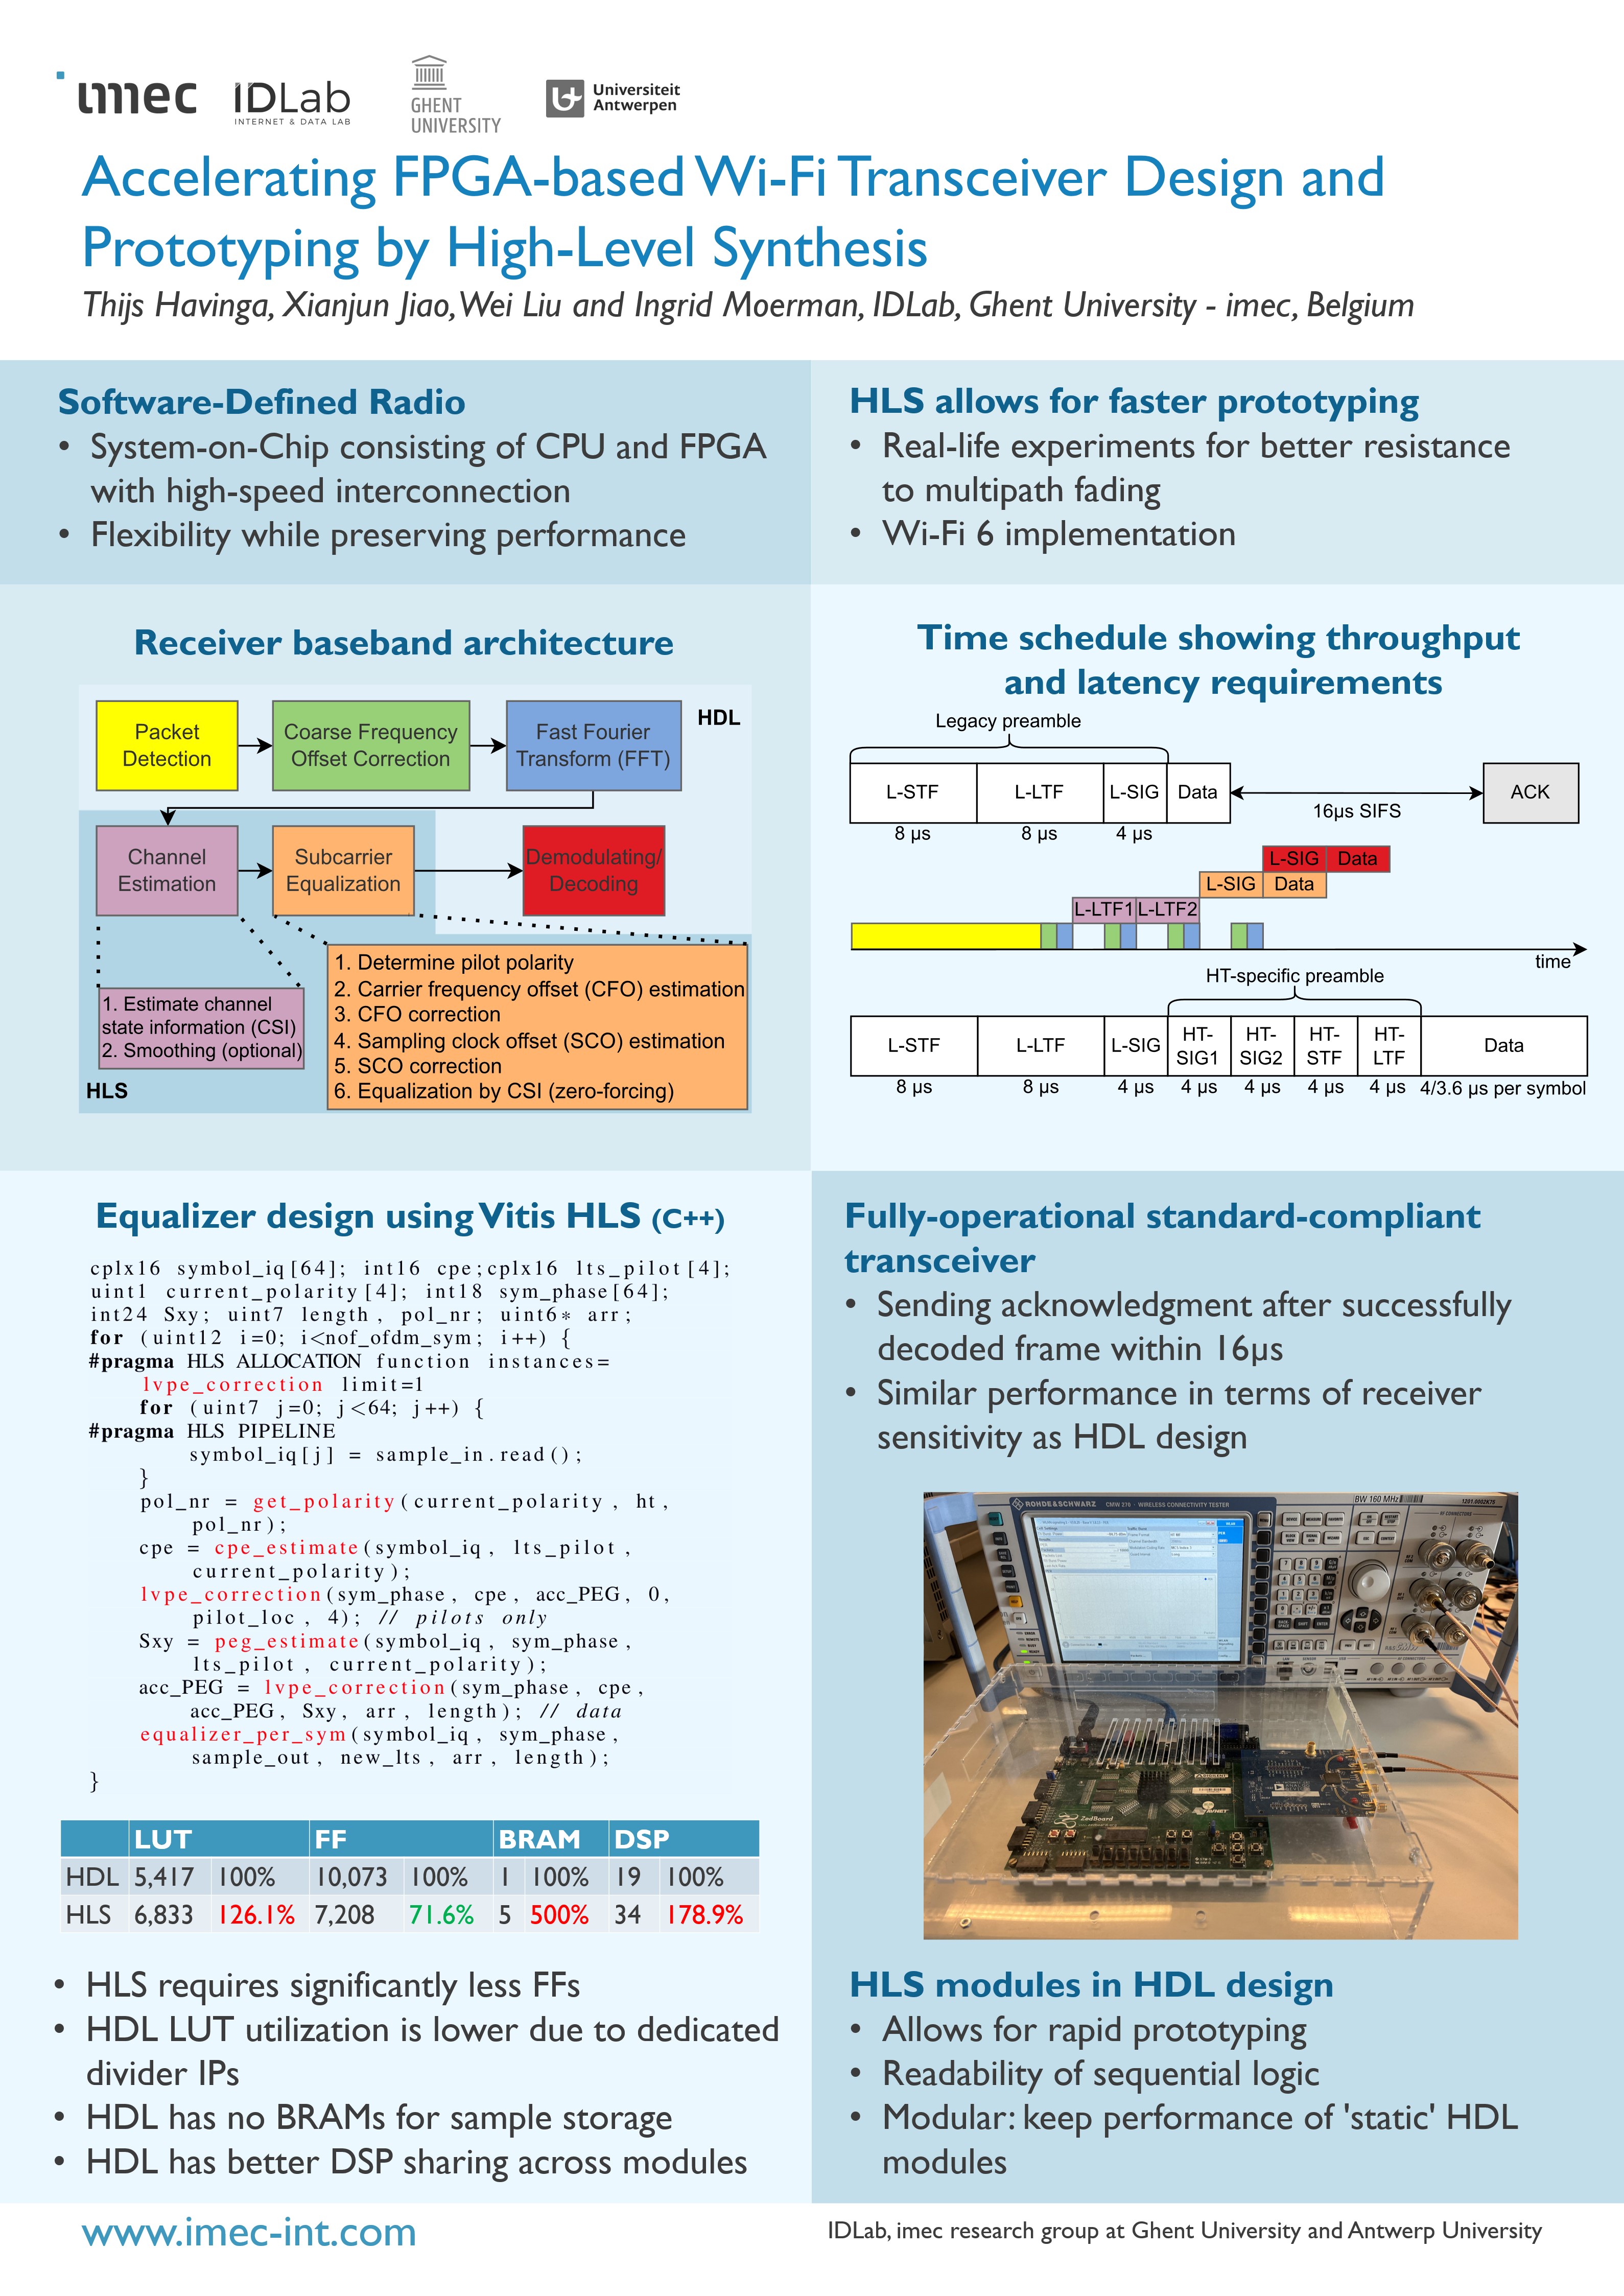 imec
IDLab
INTERNET & DATA LAB
GHENT
UNIVERSITY
Universiteit
Antwerpen
Accelerating FPGA-based Wi-Fi Transceiver Design and
Prototyping by High-Level Synthesis
Thijs Havinga, Xianjun Jiao, Wei Liu and Ingrid Moerman, IDLab, Ghent University - imec, Belgium
Software-Defined Radio
• System-on-Chip consisting of CPU and FPGA
with high-speed interconnection
• Flexibility while preserving performance
HLS allows for faster prototyping
• Real-life experiments for better resistance
to multipath fading
• Wi-Fi 6 implementation
Receiver baseband architecture
HDL
Packet
Detection
Coarse Frequency
Offset Correction
Fast Fourier
Transform (FFT)
Channel
Estimation
Subcarrier
Equalization
Demodulating/
Decoding
1. Estimate channel
state information (CSI)
2. Smoothing (optional)
HLS
1. Determine pilot polarity
2. Carrier frequency offset (CFO) estimation
3. CFO correction
4. Sampling clock offset (SCO) estimation
5. SCO correction
6. Equalization by CSI (zero-forcing)
Time schedule showing throughput
and latency requirements
Legacy preamble
L-STF L-LTF L-SIG Data ACK
16µs SIFS
8 µs 8 µs 4 µs
L-SIG Data
L-SIG Data
L-LTF1 L-LTF2
time
HT-specific preamble
L-STF L-LTF L-SIG HT-SIG1 HT-SIG2 HT-STF HT-LTF Data
8 µs 8 µs 4 µs 4 µs 4 µs 4 µs 4 µs 4/3.6 µs per symbol
Equalizer design using Vitis HLS (C++)
cplx16 symbol_iq[64]; int16 cpe;cplx16 lts_pilot[4];
uint1 current_polarity[4]; int18 sym_phase[64];
int24 Sxy; uint7 length, pol_nr; uint6* arr;
for (uint12 i=0; i<nof_ofdm_sym; i++) {
#pragma HLS ALLOCATION function instances=
lvpe_correction limit=1
for (uint7 j=0; j<64; j++) {
#pragma HLS PIPELINE
symbol_iq[j] = sample_in.read();
}
pol_nr = get_polarity(current_polarity, ht,
pol_nr);
cpe = cpe_estimate(symbol_iq, lts_pilot,
current_polarity);
lvpe_correction(sym_phase, cpe, acc_PEG, 0,
pilot_loc, 4); // pilots only
Sxy = peg_estimate(symbol_iq, sym_phase,
lts_pilot, current_polarity);
acc_PEG = lvpe_correction(sym_phase, cpe,
acc_PEG, Sxy, arr, length); // data
equalizer_per_sym(symbol_iq, sym_phase,
sample_out, new_lts, arr, length);
}
LUT FF BRAM DSP
HDL 5,417 100% 10,073 100% 1 100% 19 100%
HLS 6,833 126.1% 7,208 71.6% 5 500% 34 178.9%
• HLS requires significantly less FFs
• HDL LUT utilization is lower due to dedicated
divider IPs
• HDL has no BRAMs for sample storage
• HDL has better DSP sharing across modules
Fully-operational standard-compliant
transceiver
• Sending acknowledgment after successfully
decoded frame within 16µs
• Similar performance in terms of receiver
sensitivity as HDL design
ROHDE&SCHWARZ CMW 270 · WIRELESS CONNECTIVITY TESTER
BW 160 MHz
ZedBoard
HLS modules in HDL design
• Allows for rapid prototyping
• Readability of sequential logic
• Modular: keep performance of 'static' HDL
modules
www.imec-int.com
IDLab, imec research group at Ghent University and Antwerp University